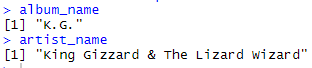 > album_name
[1] "K.G."
> artist_name
[1] "King Gizzard & The Lizard Wizard"